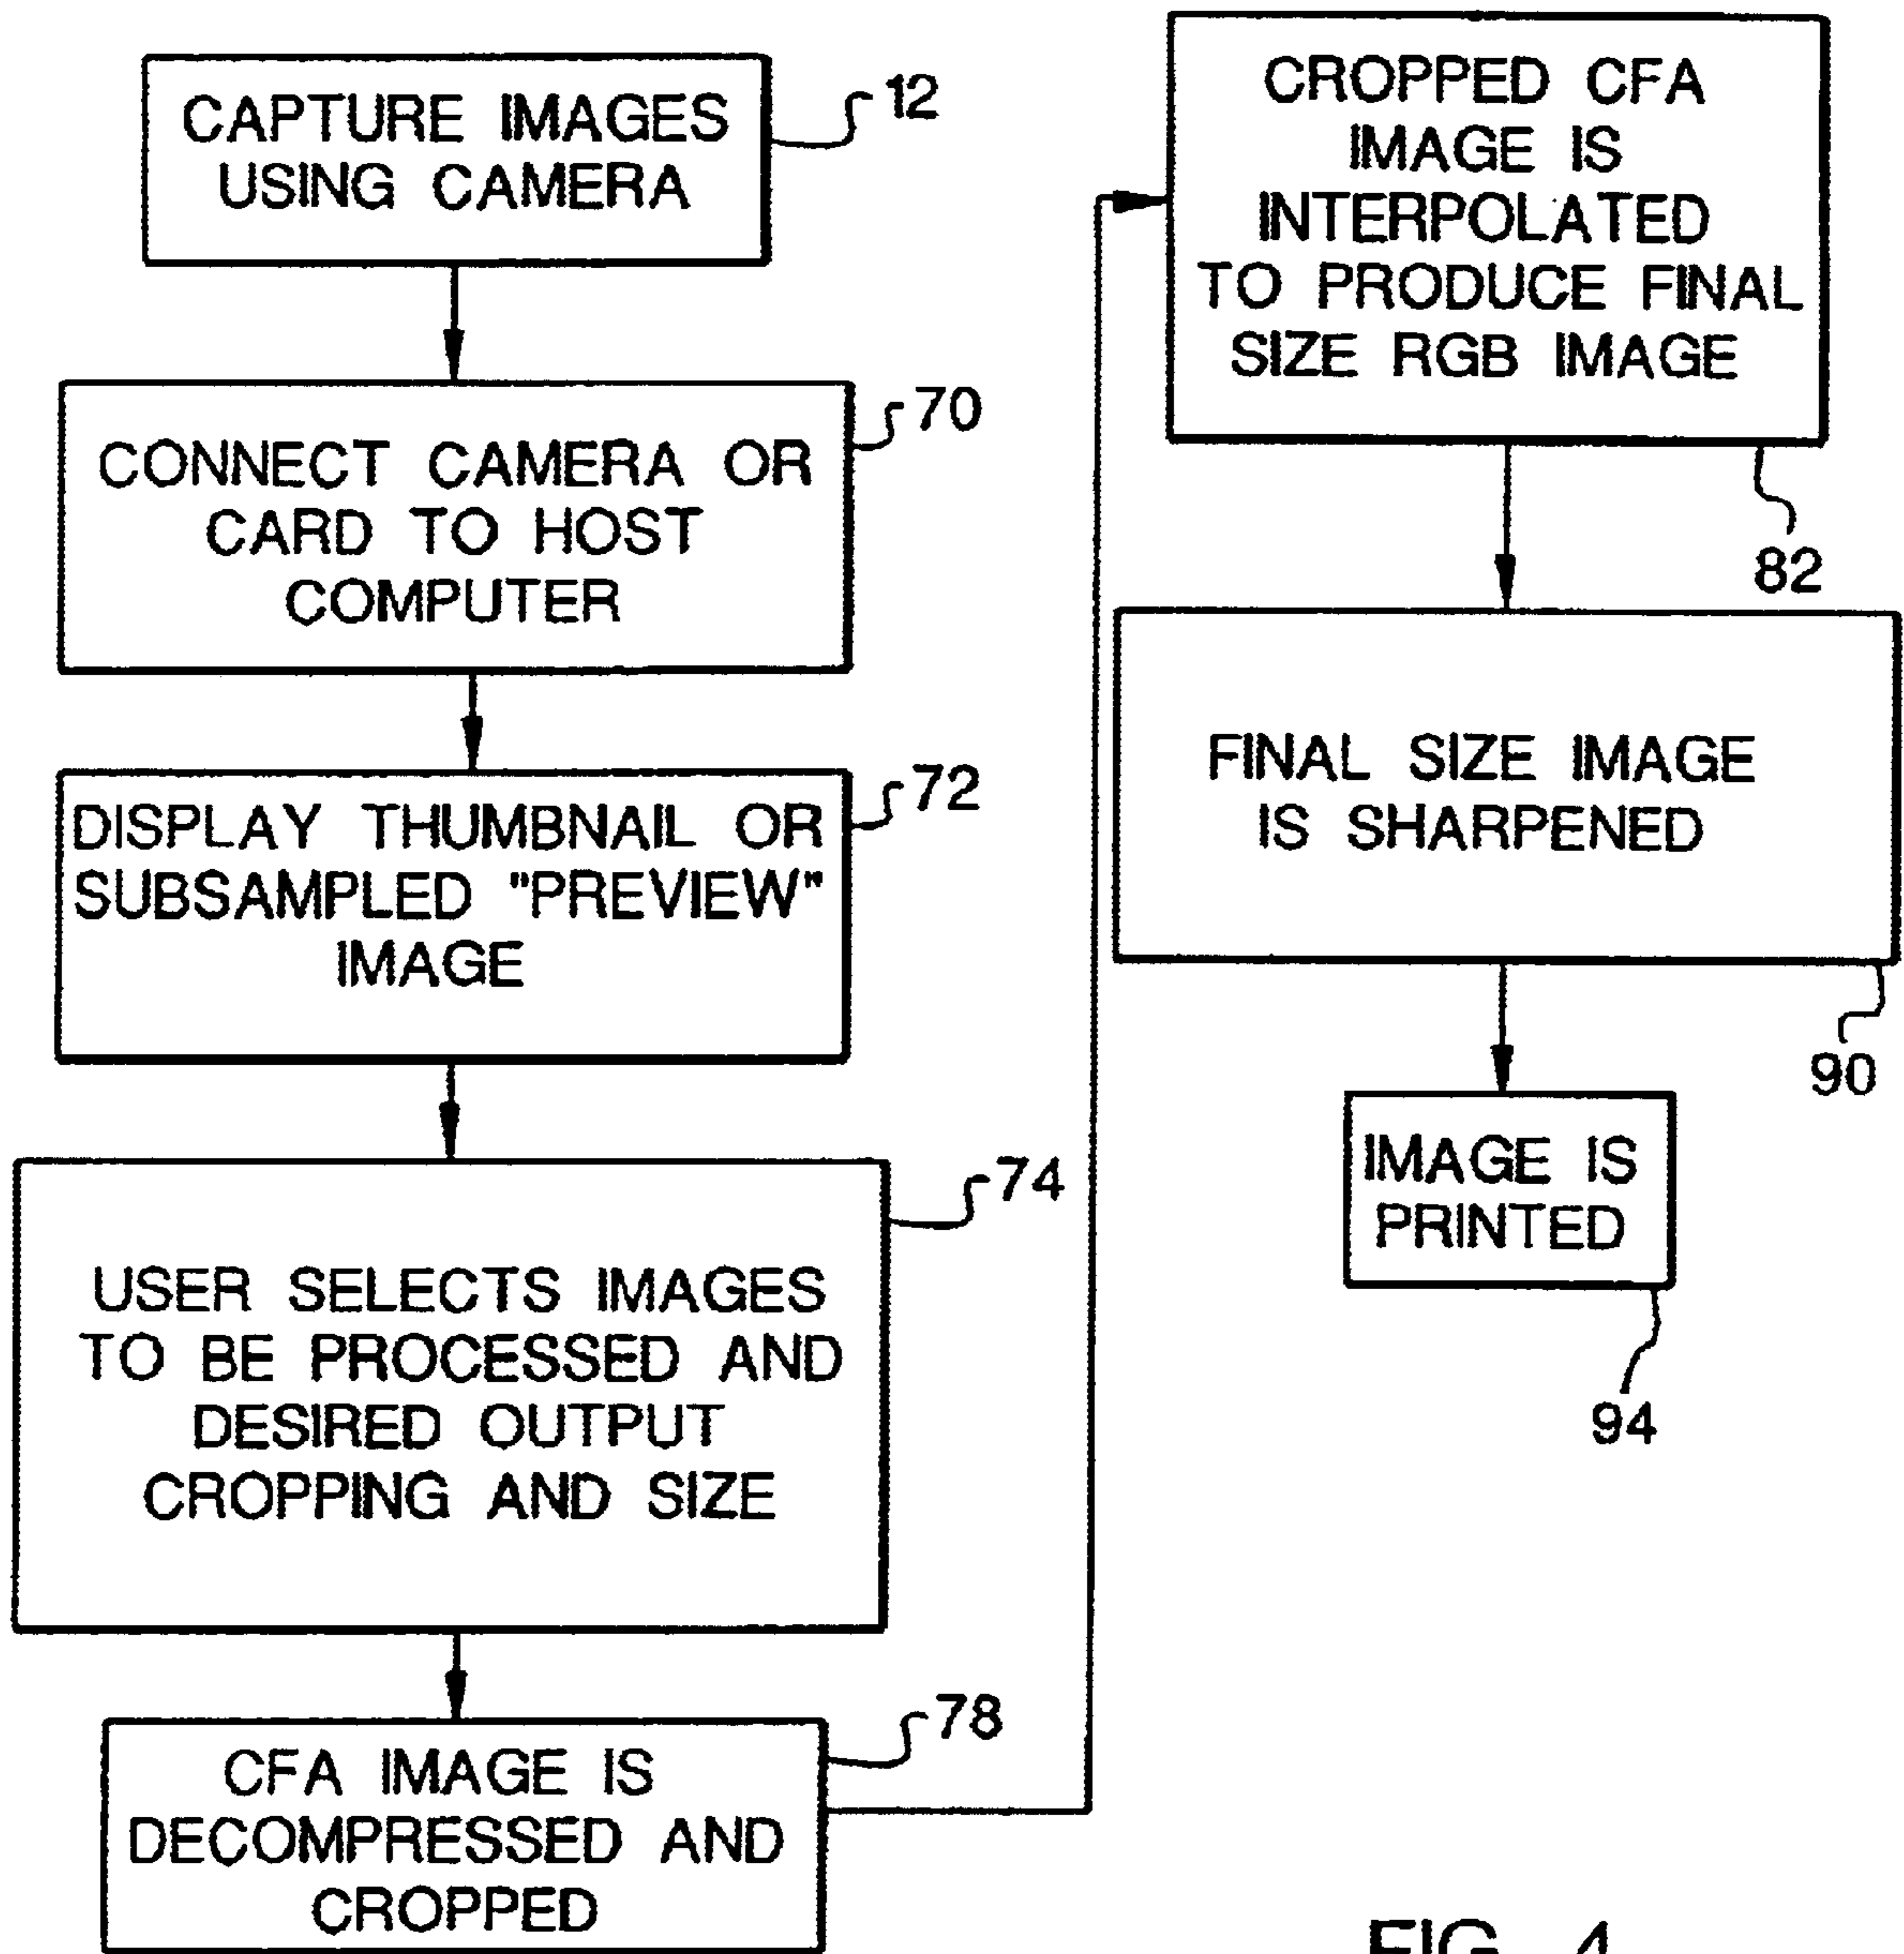 CAPTURE IMAGES
USING CAMERA
12
CONNECT CAMERA OR
CARD TO HOST
COMPUTER
70
DISPLAY THUMBNAIL OR
SUBSAMPLED "PREVIEW"
IMAGE
72
USER SELECTS IMAGES
TO BE PROCESSED AND
DESIRED OUTPUT
CROPPING AND SIZE
74
CFA IMAGE IS
DECOMPRESSED AND
CROPPED
78
CROPPED CFA
IMAGE IS
INTERPOLATED
TO PRODUCE FINAL
SIZE RGB IMAGE
82
FINAL SIZE IMAGE
IS SHARPENED
90
IMAGE IS
PRINTED
94
FIG. 4